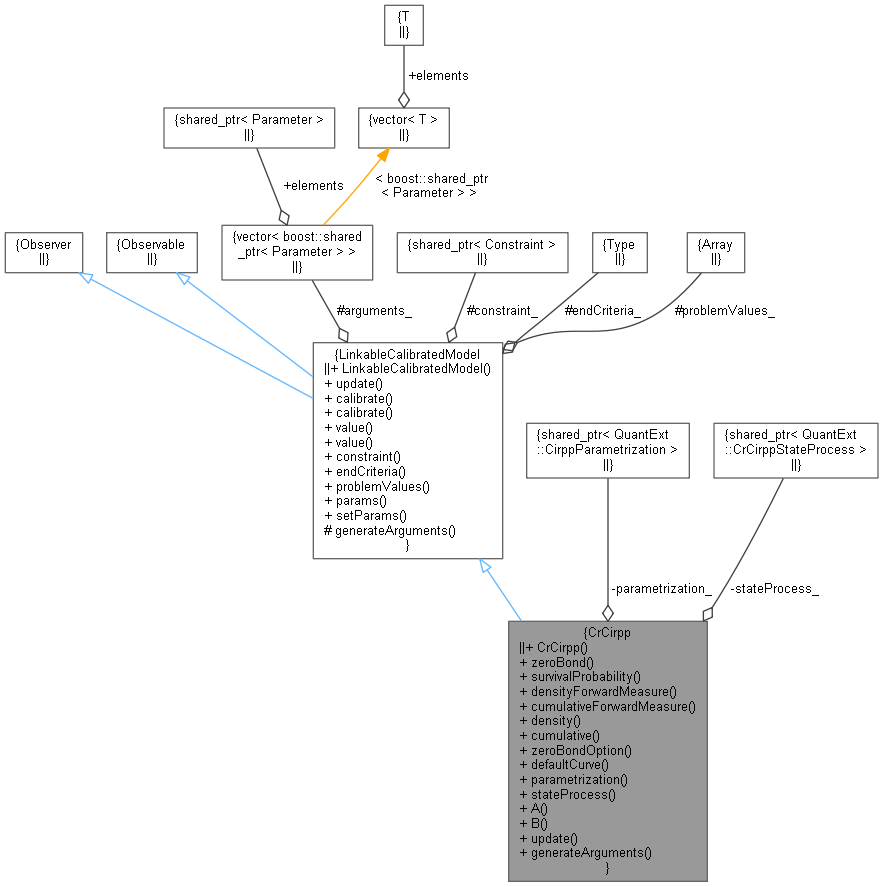 {T
||}
+elements
{shared_ptr< Parameter >
||}
{vector< T >
||}
+elements
< boost::shared_ptr
< Parameter > >
{Observer
||}
{Observable
||}
{vector< boost::shared
_ptr< Parameter > >
||}
{shared_ptr< Constraint >
||}
{Type
||}
{Array
||}
#arguments_
#constraint_
#endCriteria_
#problemValues_
{LinkableCalibratedModel
||+ LinkableCalibratedModel()
+ update()
+ calibrate()
+ calibrate()
+ value()
+ value()
+ constraint()
+ endCriteria()
+ problemValues()
+ params()
+ setParams()
# generateArguments()
}
{shared_ptr< QuantExt
::CirppParametrization >
||}
{shared_ptr< QuantExt
::CrCirppStateProcess >
||}
-parametrization_
-stateProcess_
{CrCirpp
||+ CrCirpp()
+ zeroBond()
+ survivalProbability()
+ densityForwardMeasure()
+ cumulativeForwardMeasure()
+ density()
+ cumulative()
+ zeroBondOption()
+ defaultCurve()
+ parametrization()
+ stateProcess()
+ A()
+ B()
+ update()
+ generateArguments()
}